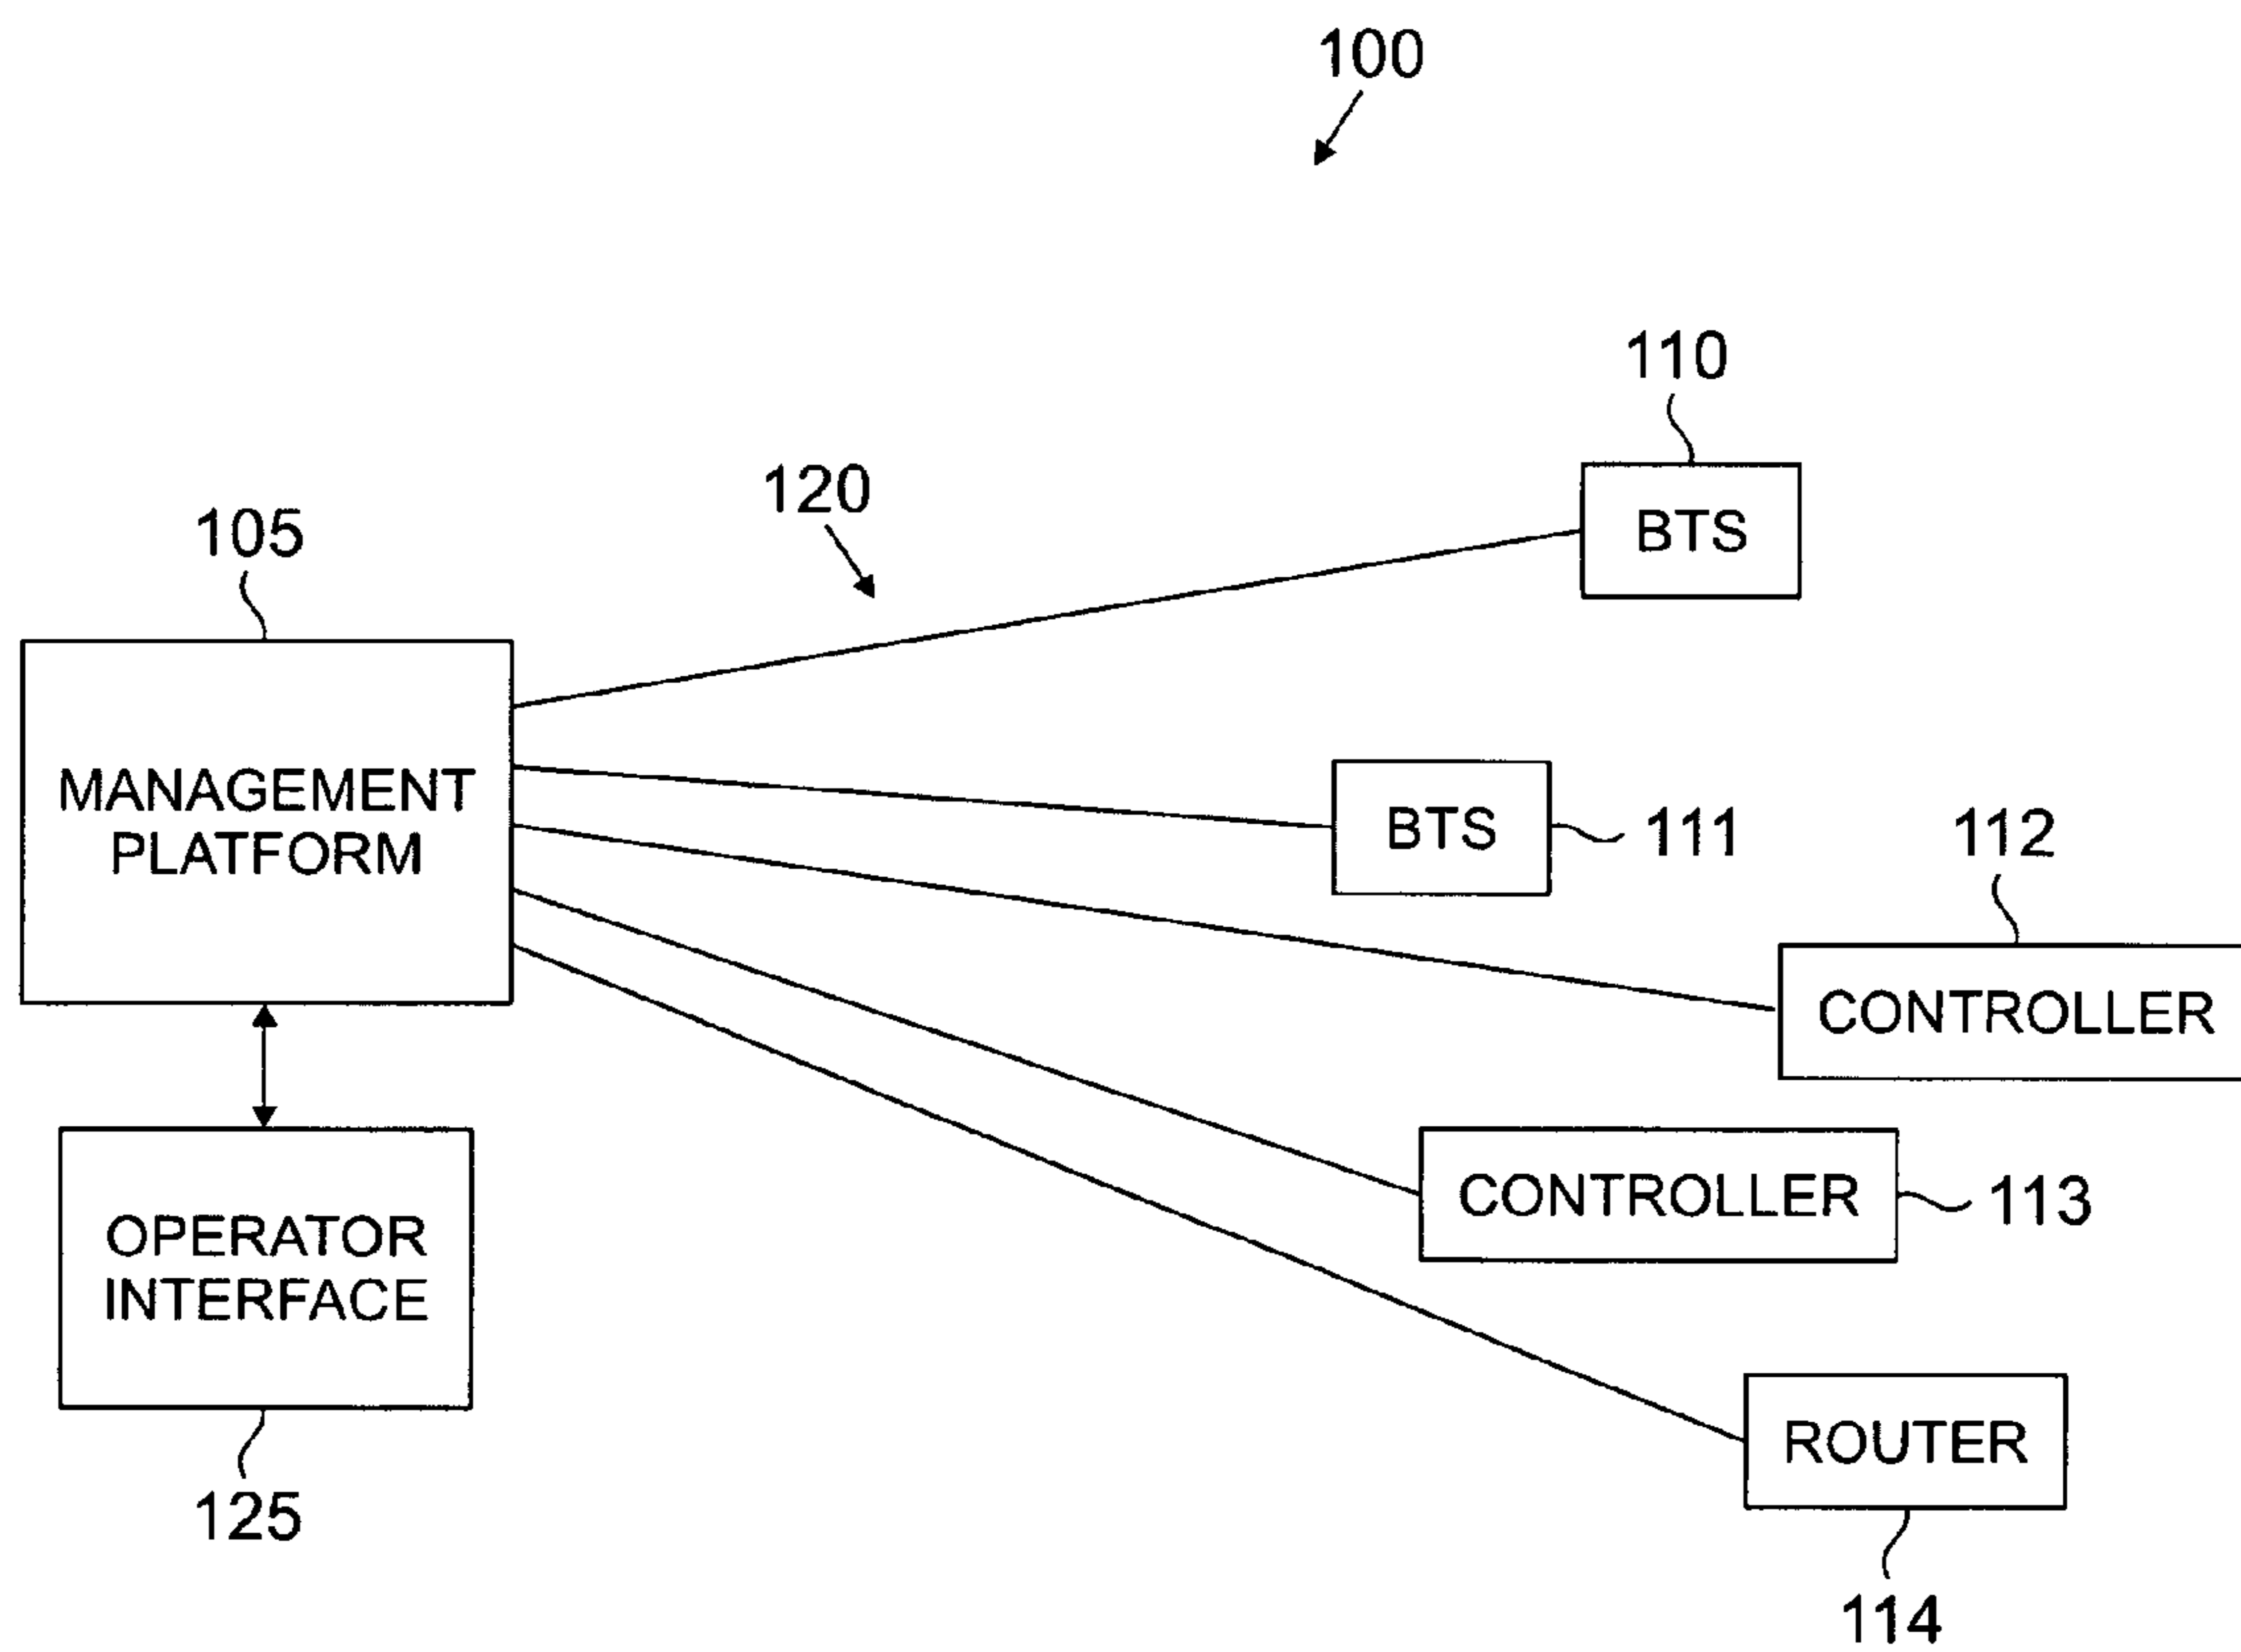 100
110
120
BTS
105
MANAGEMENT
PLATFORM
BTS
111
112
CONTROLLER
CONTROLLER
113
OPERATOR
INTERFACE
ROUTER
125
114